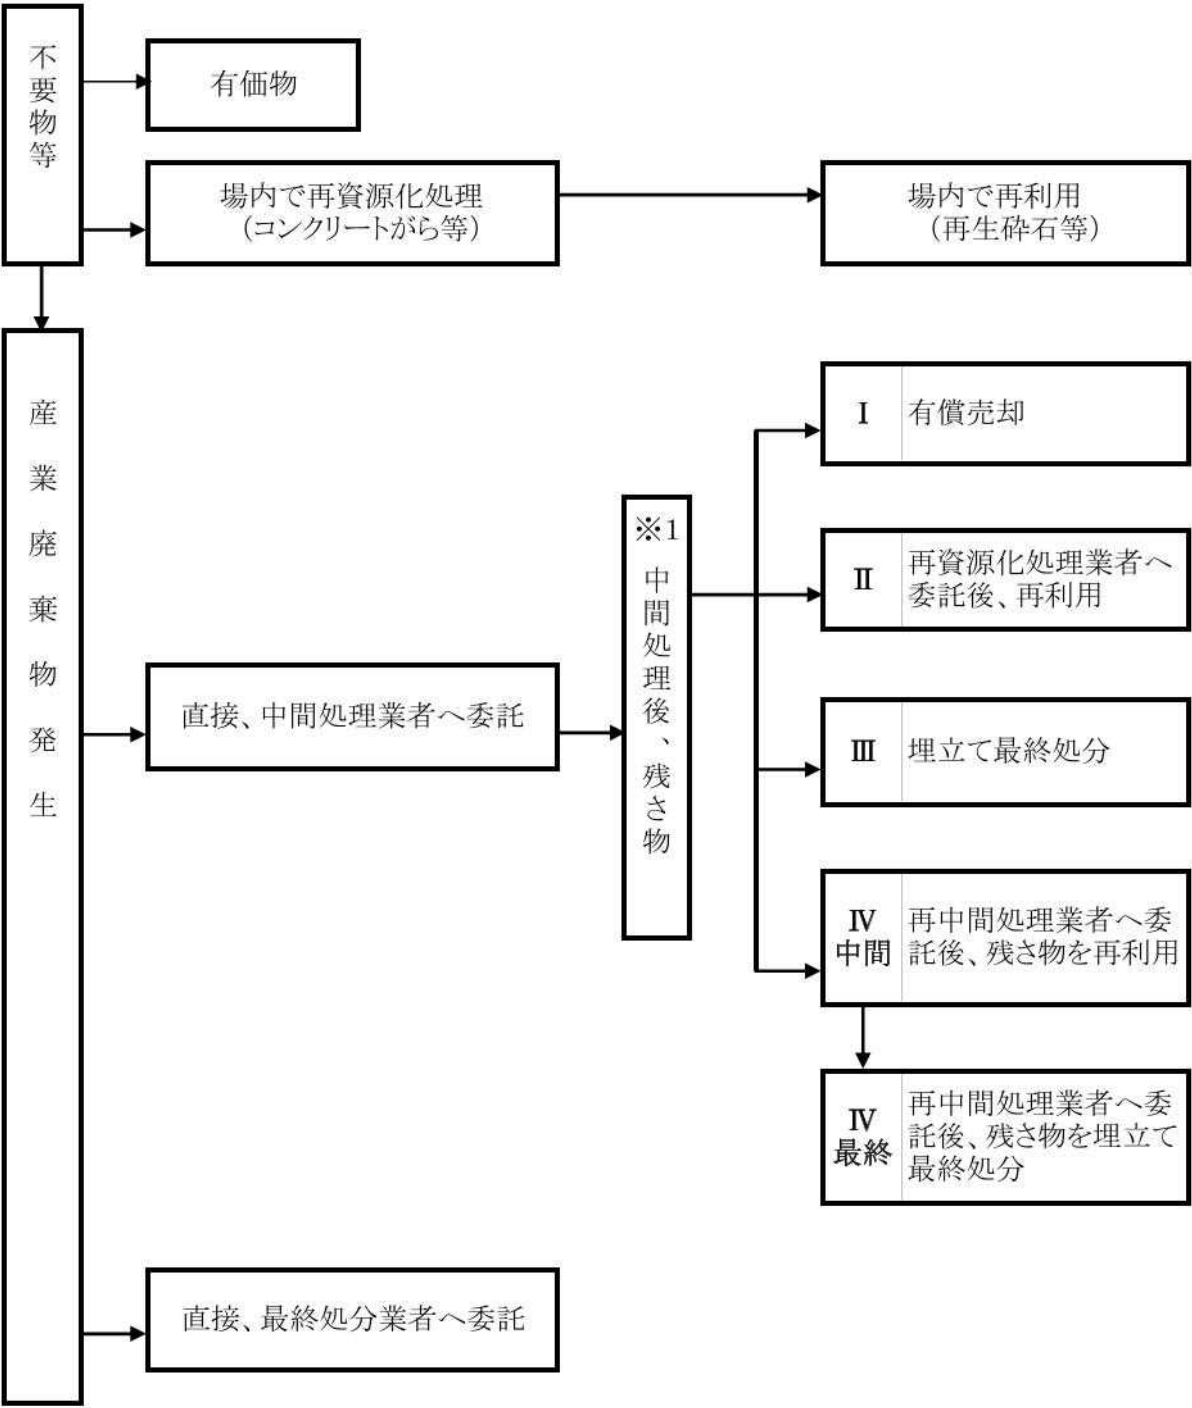 不要物等
有価物
場内で再資源化処理
(コンクリートがら等)
場内で再利用
(再生砕石等)
産業廃棄物発生
Ⅰ
有償売却
※1
中間処理後、残さ物
Ⅱ
再資源化処理業者へ
委託後、再利用
直接、中間処理業者へ委託
Ⅲ
埋立て最終処分
Ⅳ
中間
再中間処理業者へ委
託後、残さ物を再利用
Ⅳ
最終
再中間処理業者へ委
託後、残さ物を埋立て
最終処分
直接、最終処分業者へ委託